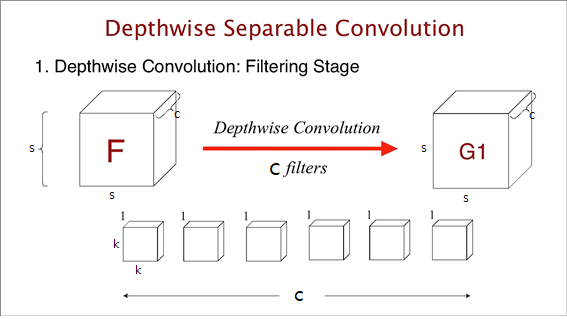 Depthwise Separable Convolution
1. Depthwise Convolution: Filtering Stage
c
c
s
F
Depthwise Convolution
s
G1
C filters
s
s
1 1 1 1 1 1
k
k
C